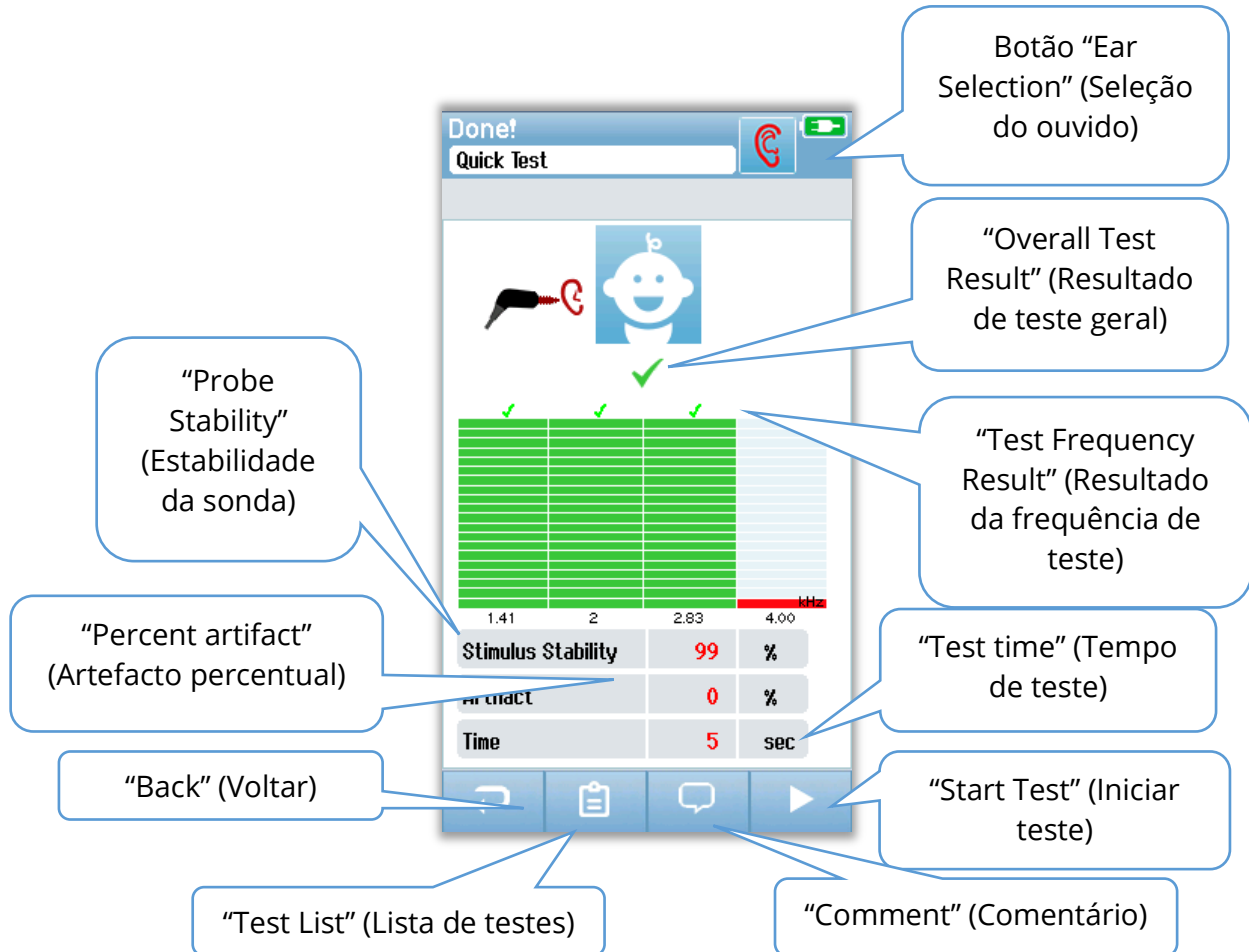 Botão “Ear
Selection” (Seleção
do ouvido)
Done!
Quick Test
“Overall Test
Result” (Resultado
de teste geral)
“Probe
Stability”
(Estabilidade
da sonda)
“Test Frequency
Result” (Resultado
da frequência de
teste)
kHz
1.41 2 2.83 4.00
“Percent artifact”
(Artefacto percentual)
Stimulus Stability 99 %
Artifact 0 %
Time 5 sec
“Test time” (Tempo
de teste)
“Back” (Voltar)
“Start Test” (Iniciar
teste)
“Test List” (Lista de testes)
“Comment” (Comentário)